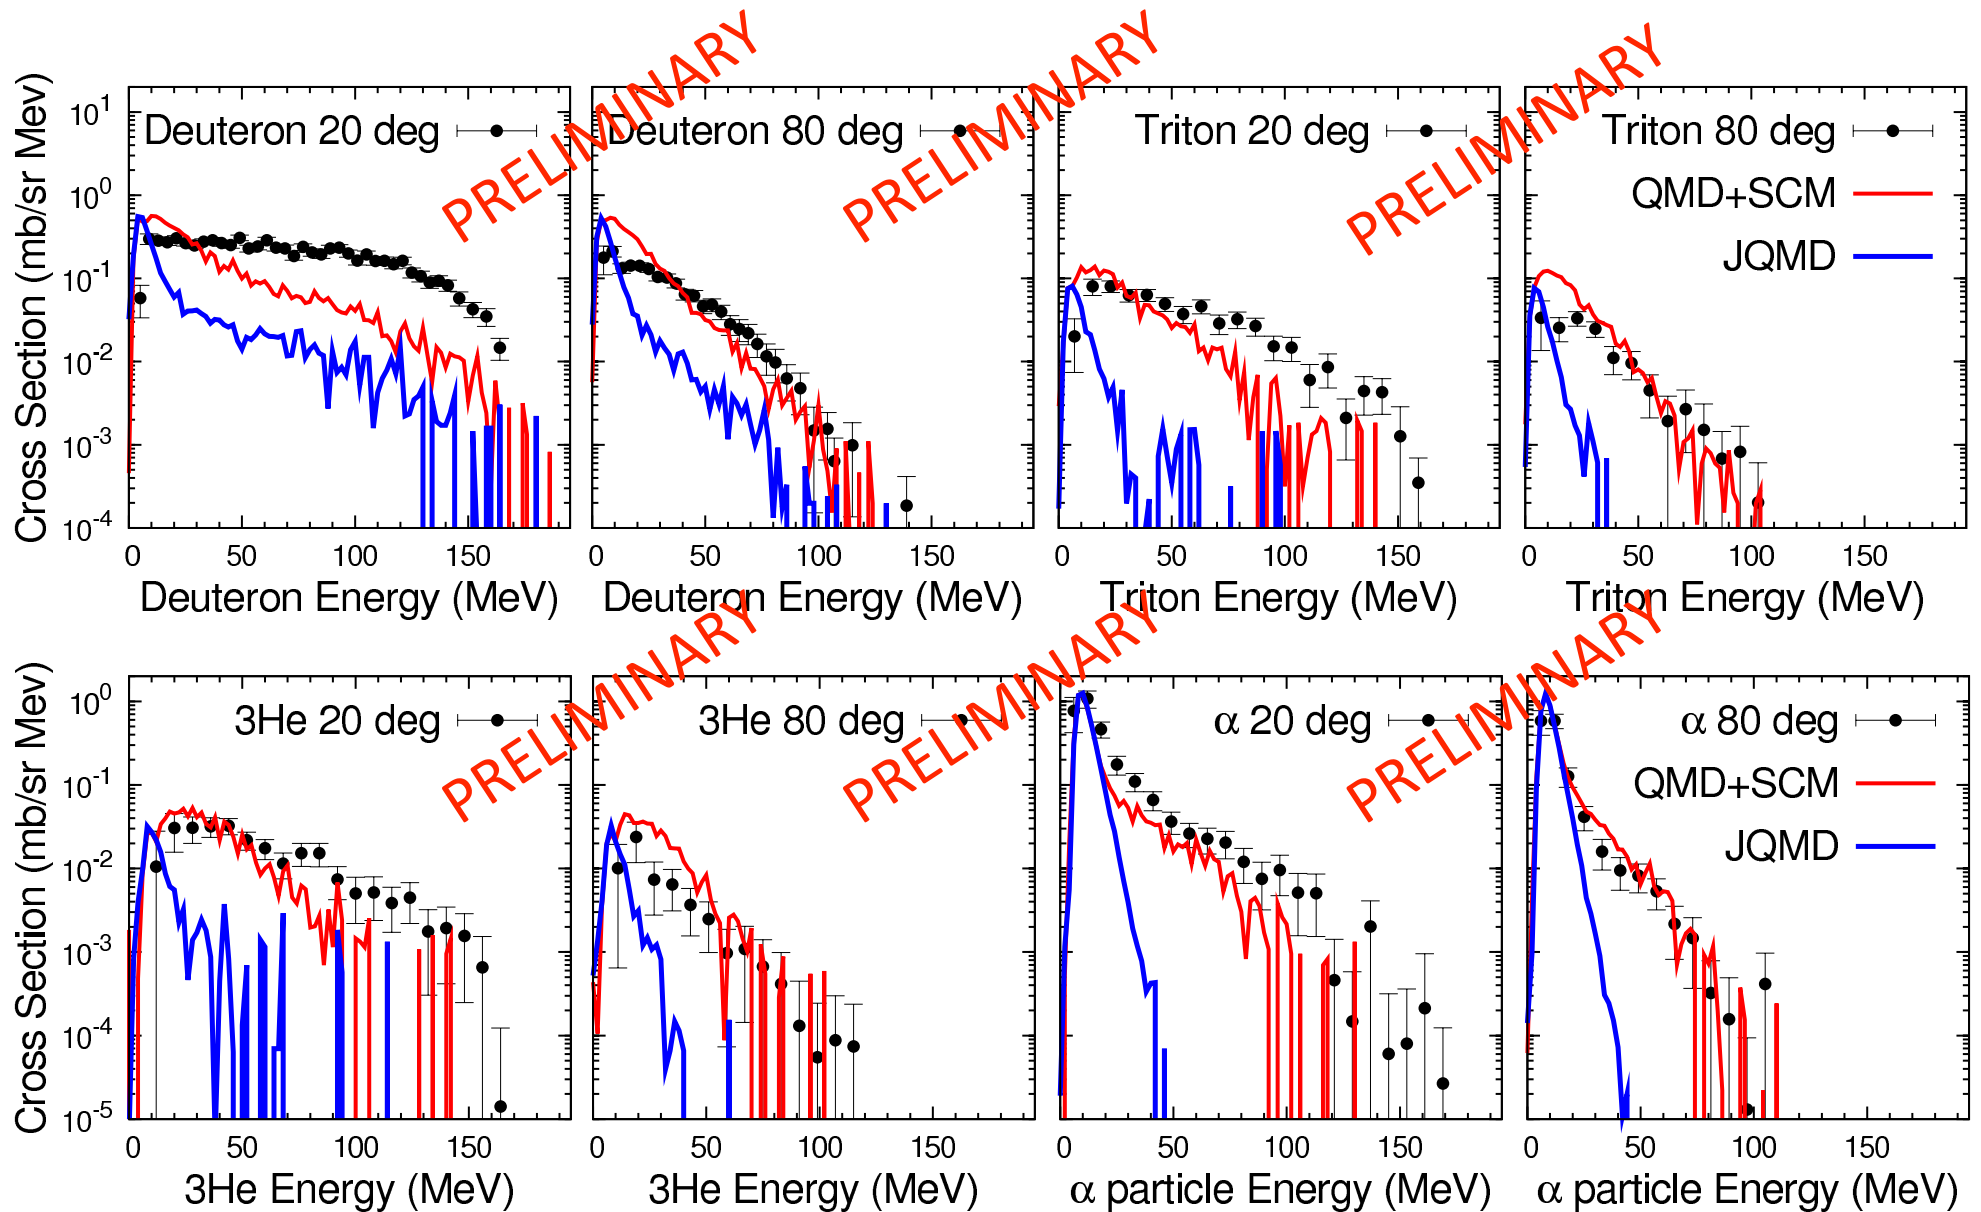 PRELIMINARY PRELIMINARY PRELIMINARY
Cross Section (mb/sr Mev)
10^1
10^0
10^-1
10^-2
10^-3
10^-4
Deuteron 20 deg
0 50 100 150
Deuteron Energy (MeV)
Deuteron 80 deg
0 50 100 150
Deuteron Energy (MeV)
Triton 20 deg
0 50 100 150
Triton Energy (MeV)
Triton 80 deg
QMD+SCM
JQMD
0 50 100 150
Triton Energy (MeV)
PRELIMINARY PRELIMINARY PRELIMINARY
Cross Section (mb/sr Mev)
10^0
10^-1
10^-2
10^-3
10^-4
10^-5
3He 20 deg
0 50 100 150
3He Energy (MeV)
3He 80 deg
0 50 100 150
3He Energy (MeV)
α 20 deg
0 50 100 150
α particle Energy (MeV)
α 80 deg
QMD+SCM
JQMD
0 50 100 150
α particle Energy (MeV)